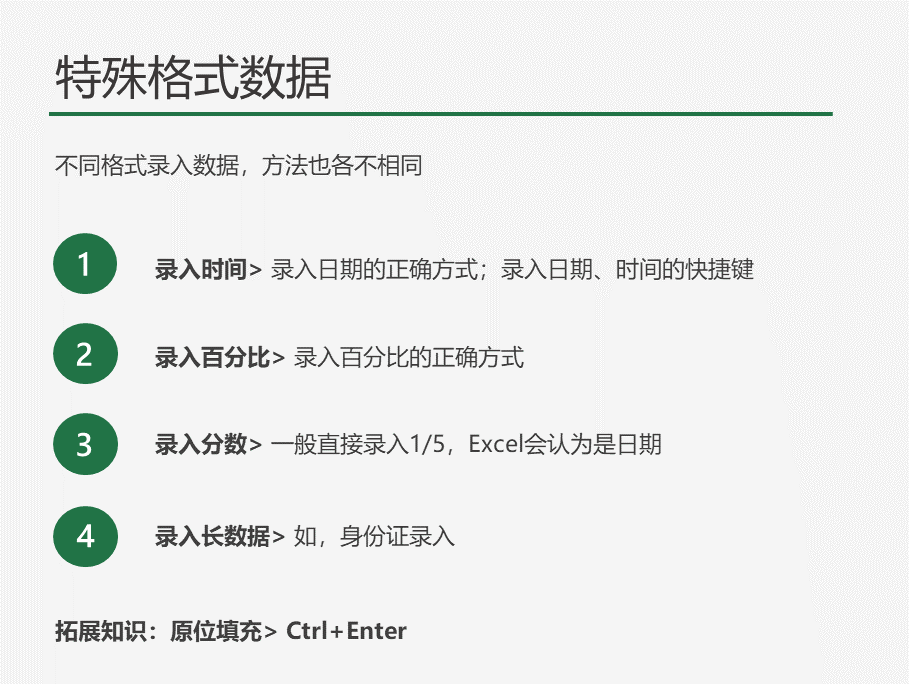 特殊格式数据
不同格式录入数据，方法也各不相同
1 录入时间> 录入日期的正确方式；录入日期、时间的快捷键
2 录入百分比> 录入百分比的正确方式
3 录入分数> 一般直接录入1/5，Excel会认为是日期
4 录入长数据> 如，身份证录入
拓展知识：原位填充> Ctrl+Enter